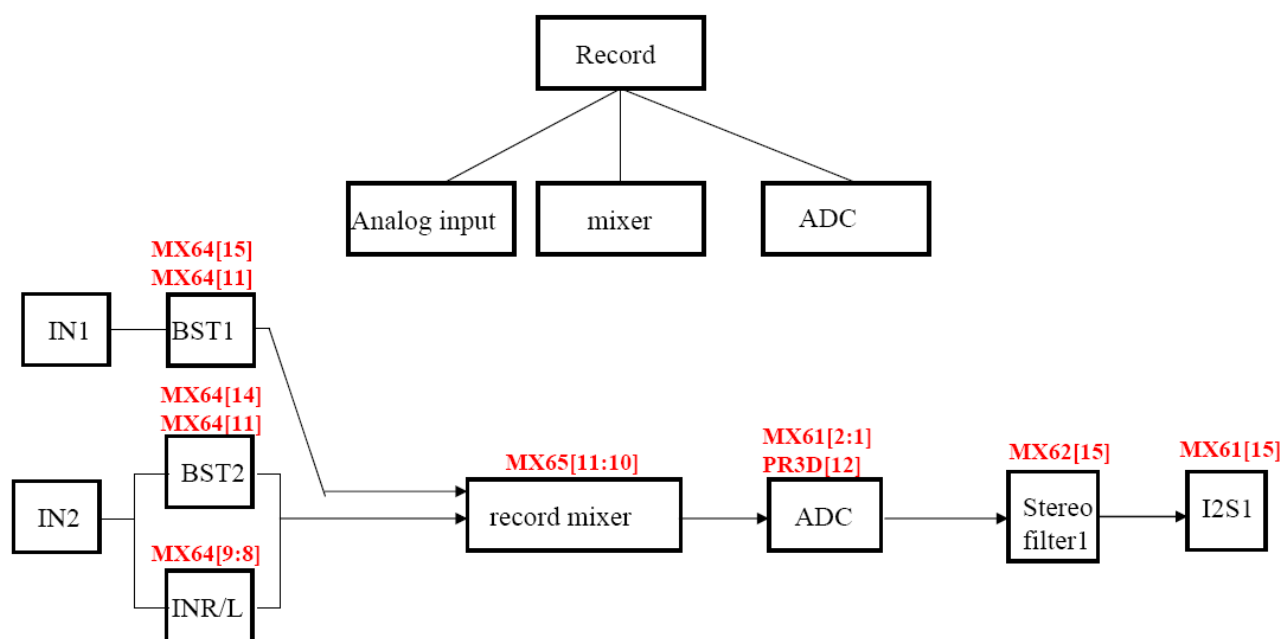 Record
Analog input
mixer
ADC
MX64[15]
MX64[11]
IN1
BST1
MX64[14]
MX64[11]
BST2
IN2
MX64[9:8]
INR/L
MX65[11:10]
record mixer
MX61[2:1]
PR3D[12]
ADC
MX62[15]
Stereo
filter1
MX61[15]
I2S1